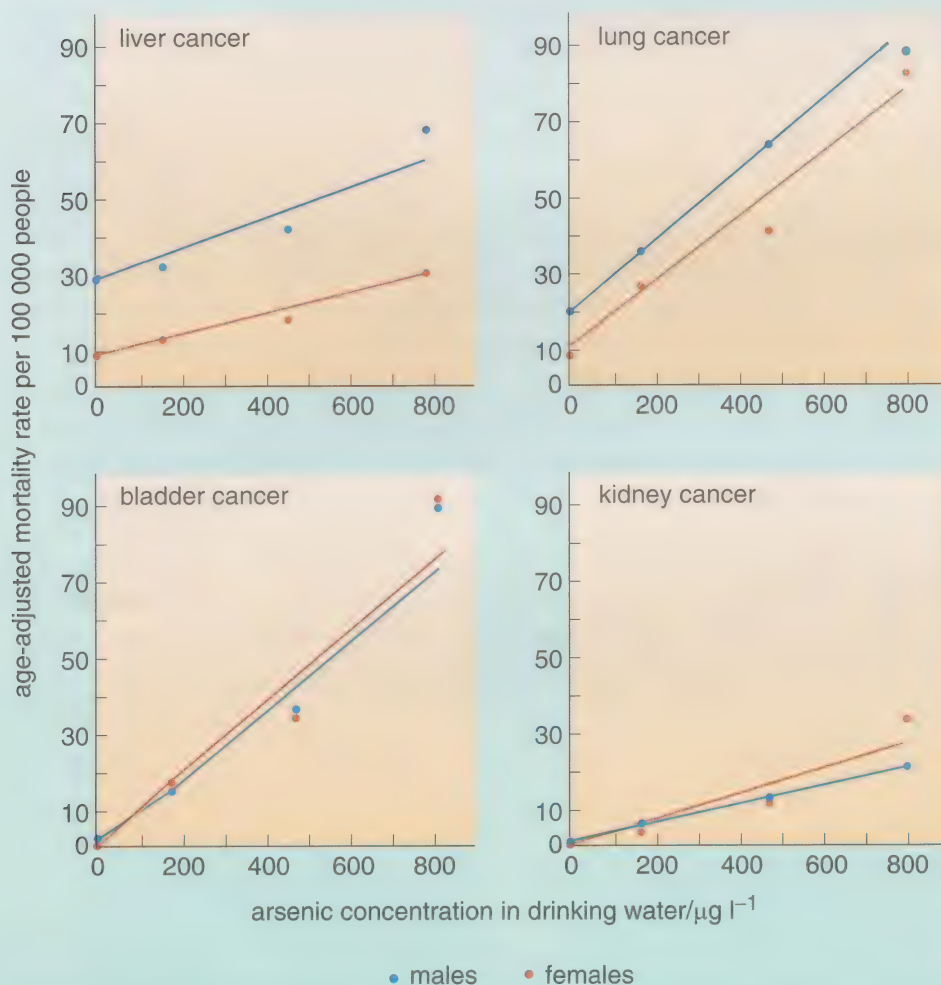 age-adjusted mortality rate per 100 000 people
liver cancer
90
70
50
30
10
0
0 200 400 600 800
lung cancer
90
70
50
30
10
0
0 200 400 600 800
bladder cancer
90
70
50
30
10
0
0 200 400 600 800
kidney cancer
90
70
50
30
10
0
0 200 400 600 800
arsenic concentration in drinking water/μg l⁻¹
males females